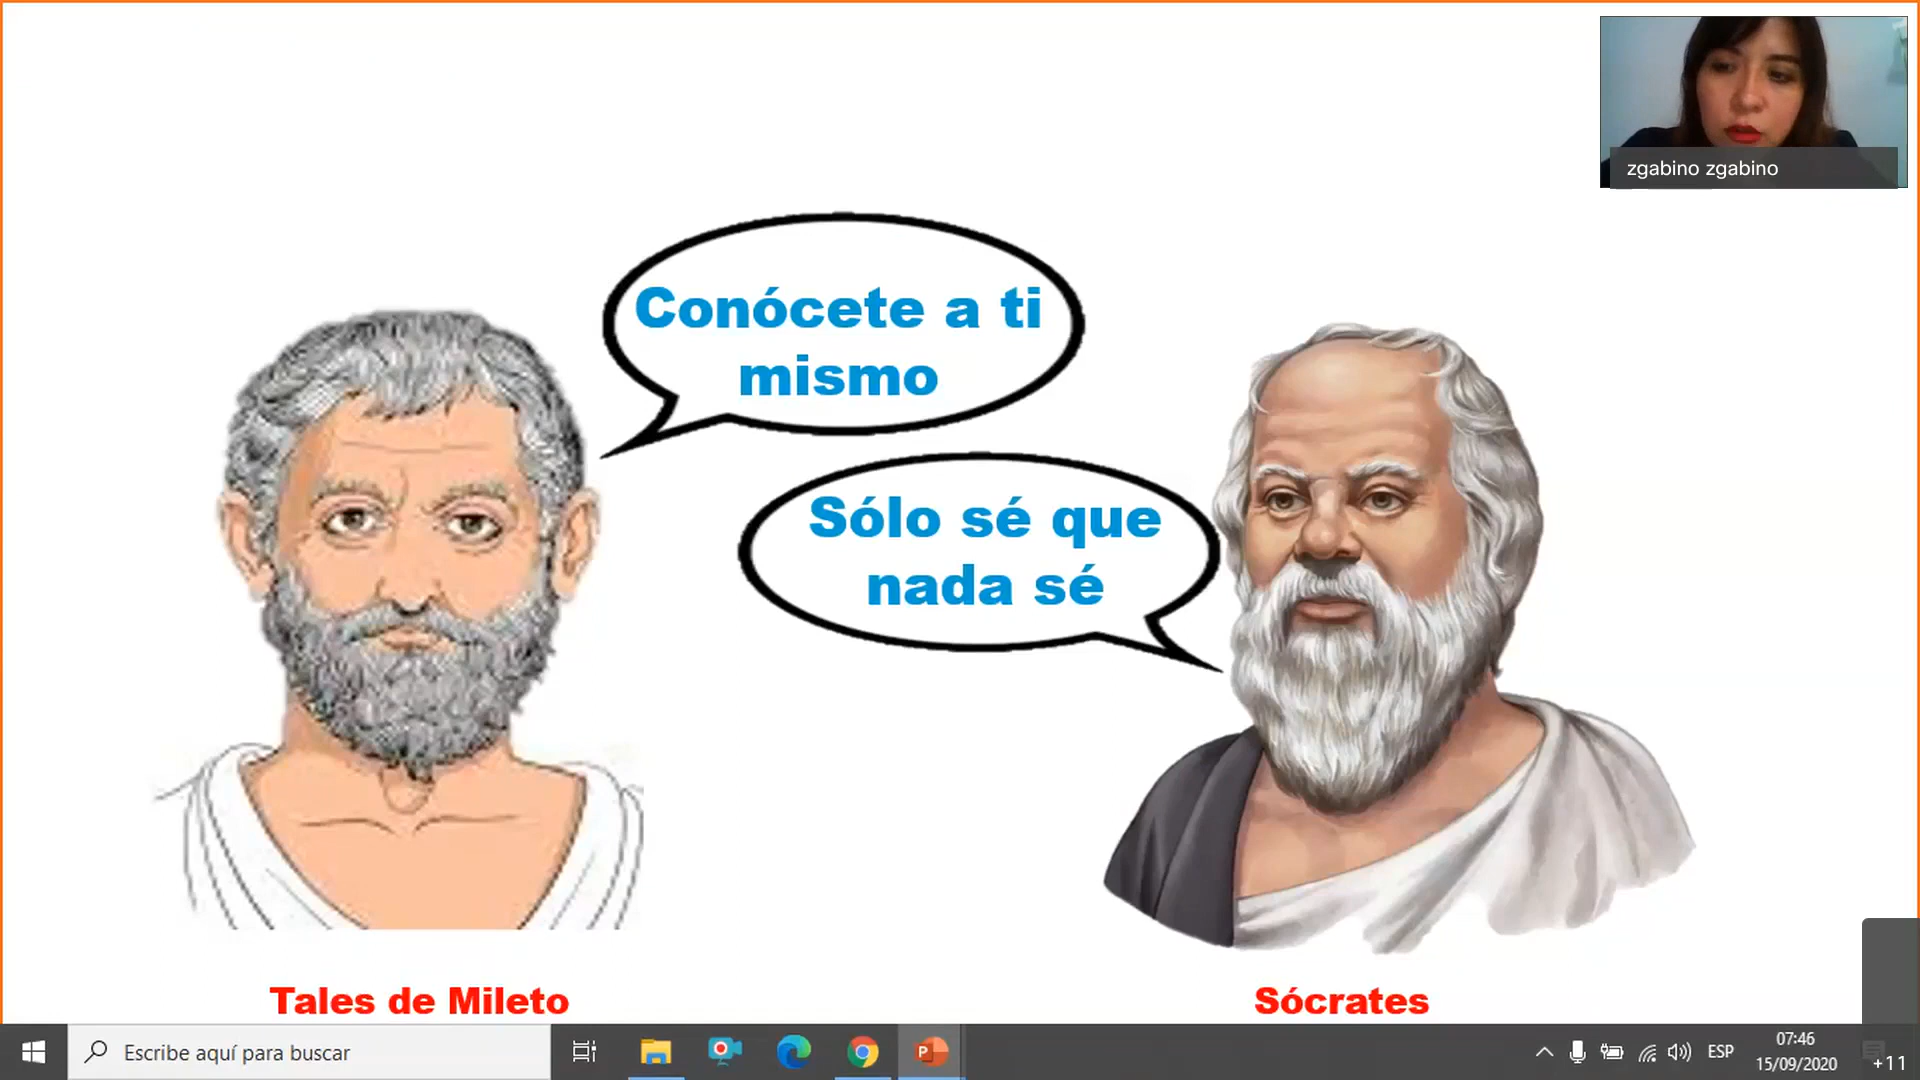 zgabino zgabino
Conócete a ti
mismo
Sólo sé que
nada sé
Tales de Mileto
Sócrates
Escribe aquí para buscar
ESP
07:46
15/09/2020
+11